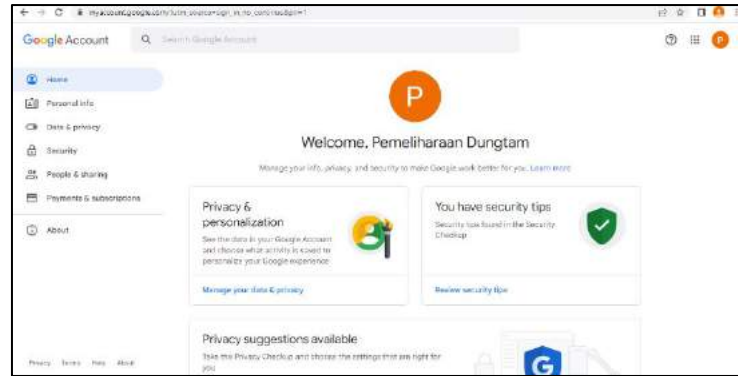 myaccount.google.com/?utm_source=sign_in_no_continue&pli=1
Google Account
Search Google Account
P
Home
Personal info
Data & privacy
Security
People & sharing
Payments & subscriptions
About
P
Welcome, Pemeliharaan Dungtam
Manage your info, privacy, and security to make Google work better for you. Learn more
Privacy &
personalization
See the data in your Google Account
and choose what activity is saved to
personalize your Google experience
Manage your data & privacy
You have security tips
Security tips found in the Security
Checkup
Review security tips
Privacy suggestions available
Take the Privacy Checkup and choose the settings that are right for
you
G
Privacy Terms Help About